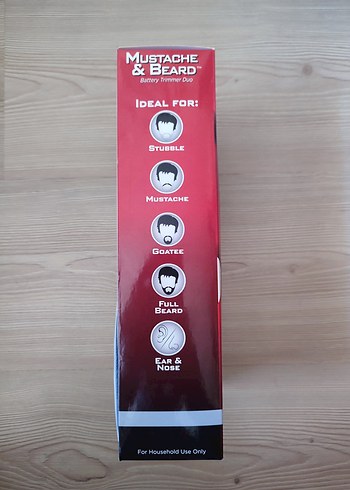 MUSTACHE
& BEARD™
Battery Trimmer Duo
IDEAL FOR:
STUBBLE
MUSTACHE
GOATEE
FULL
BEARD
EAR &
NOSE
For Household Use Only